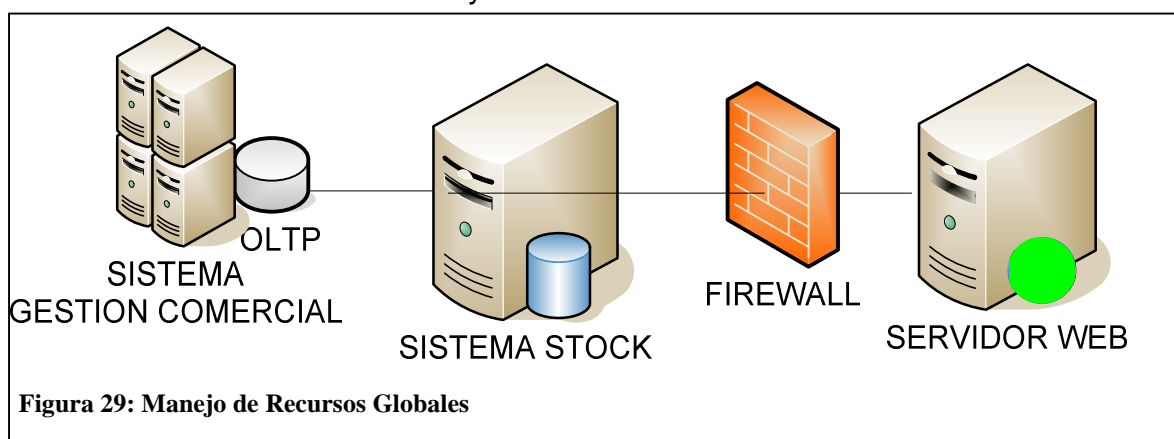 OLTP
SISTEMA
GESTION COMERCIAL
SISTEMA STOCK
FIREWALL
SERVIDOR WEB
Figura 29: Manejo de Recursos Globales